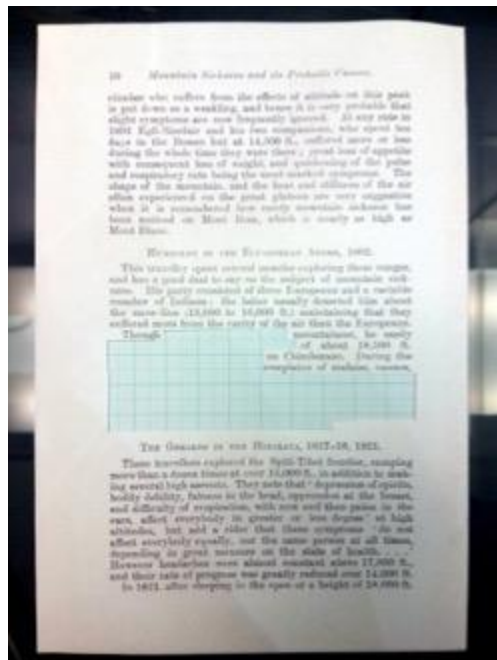 Mountain Sickness and its Probable Causes.
climber who suffers from the effects of altitude on this peak
is put down as a weakling, and hence it is very probable that
slight symptoms are now frequently ignored. At any rate in
1891 Egli-Sinclair and his two companions, who spent ten
days in the Bosses hut at 14,300 ft., suffered more or less
during the whole time they were there; great loss of appetite
with consequent loss of weight, and quickening of the pulse
and respiratory rate being the most marked symptoms. The
shape of the mountain, and the heat and stillness of the air
often experienced on the great plateau are very suggestive
when it is remembered how rarely mountain sickness has
been noticed on Mont Rosa, which is nearly as high as
Mont Blanc.
Humboldt in the Ecuadorean Andes, 1802.
This traveller spent several months exploring these ranges,
and has a good deal to say on the subject of mountain sick-
ness. His party consisted of three Europeans and a variable
number of Indians; the latter usually deserted him about
the snow-line (15,000 to 16,000 ft.) maintaining that they
suffered more from the rarity of the air than the Europeans.
Though mountaineer, he easily
of about 18,500 ft.
on Chimborazo. During the
complains of malaise, nausea,
The Gerards in the Himalaya, 1817-18, 1821.
These travellers explored the Spiti-Tibet frontier, camping
more than a dozen times at over 15,000 ft., in addition to mak-
ing several high ascents. They note that 'depression of spirits,
bodily debility, fulness in the head, oppression at the breast,
and difficulty of respiration, with now and then pains in the
ears, affect everybody in greater or less degree' at high
altitudes, but add a rider that these symptoms 'do not
affect everybody equally, nor the same person at all times,
depending in great measure on the state of health. . . .
However headaches were almost constant above 17,000 ft.,
and their rate of progress was greatly reduced over 14,000 ft.
In 1821, after sleeping in the open at a height of